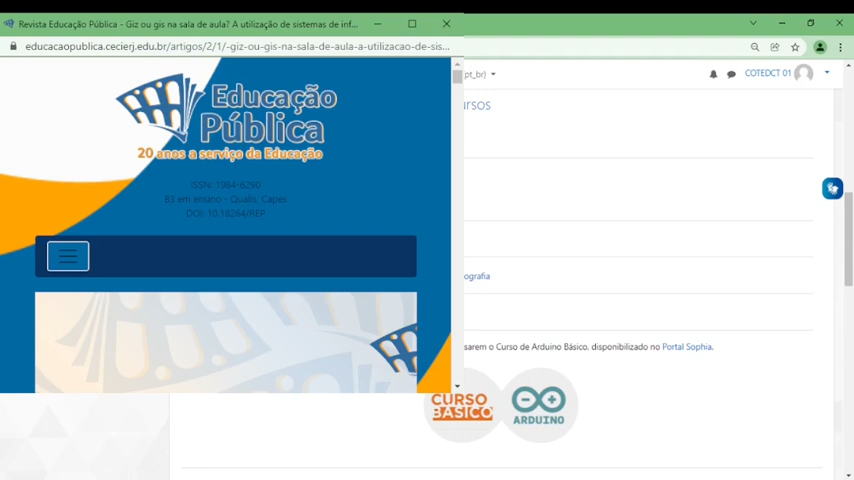 Revista Educação Pública - Giz ou gis na sala de aula? A utilização de sistemas de inf...
educacaopublica.cecierj.edu.br/artigos/2/1/-giz-ou-gis-na-sala-de-aula-a-utilizacao-de-sis...
Educação
Pública
20 anos a serviço da Educação
ISSN: 1984-6290
B3 em ensino - Qualis, Capes
DOI: 10.18264/REP
pt_br)
COTEDCT 01
ursos
ografia
sarem o Curso de Arduino Básico, disponibilizado no Portal Sophia.
CURSO
BÁSICO
ARDUINO